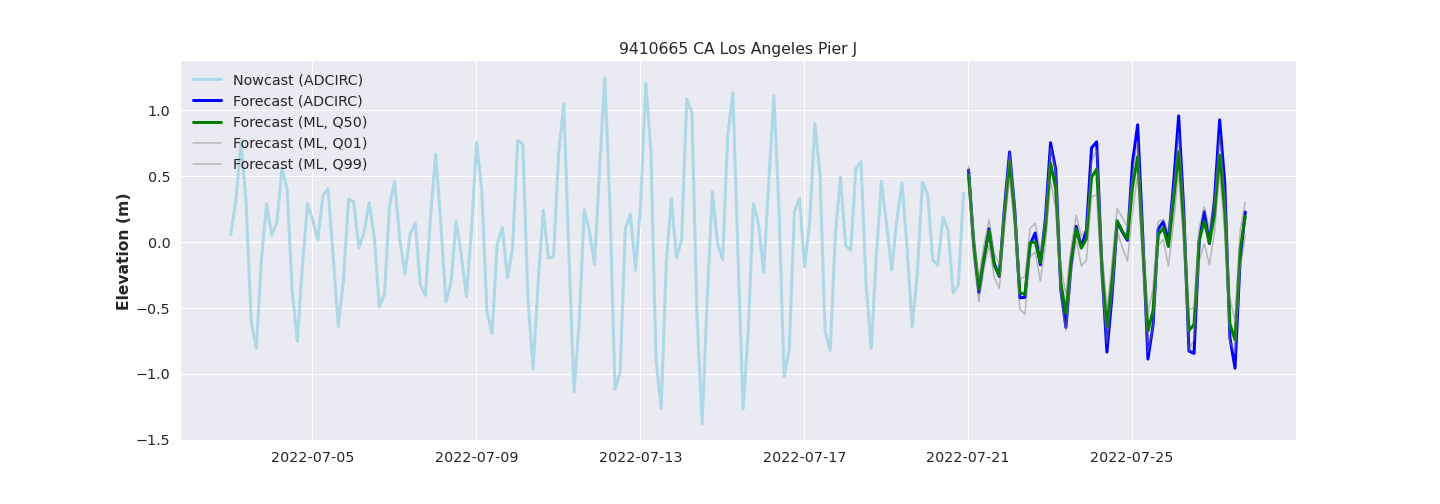 9410665 CA Los Angeles Pier J
Nowcast (ADCIRC)
Forecast (ADCIRC)
Forecast (ML, Q50)
Forecast (ML, Q01)
Forecast (ML, Q99)
Elevation (m)
1.0
0.5
0.0
−0.5
−1.0
−1.5
2022-07-05
2022-07-09
2022-07-13
2022-07-17
2022-07-21
2022-07-25